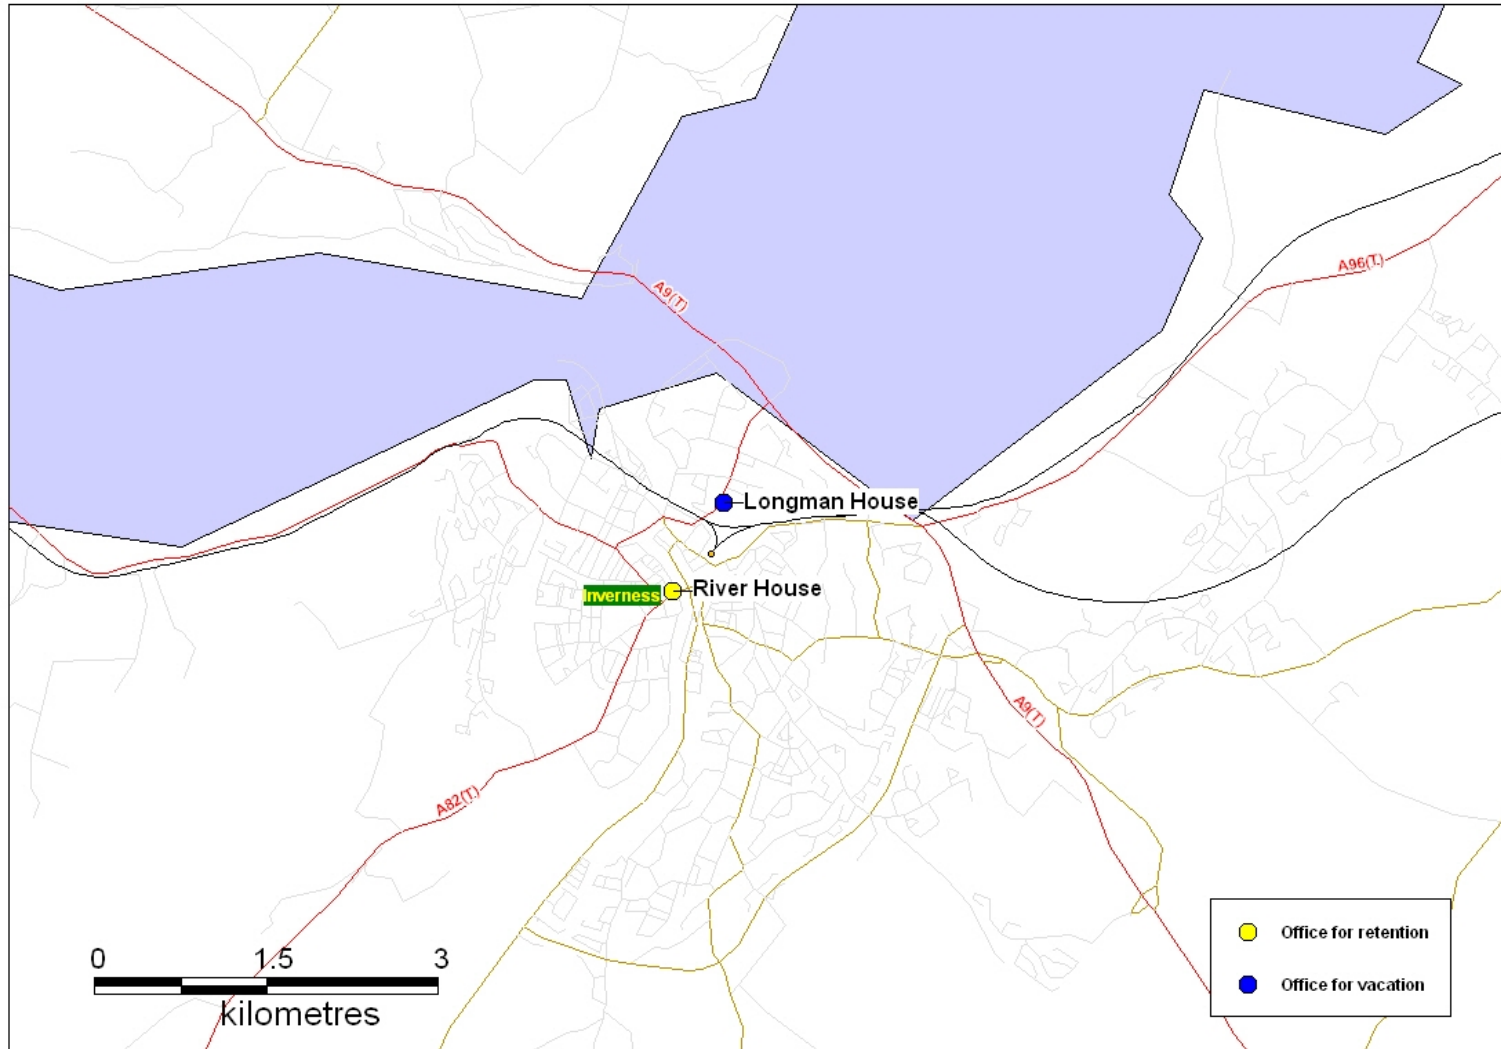 A9(T)
A96(T.)
Longman House
Inverness
River House
A9(T)
A82(T.)
Office for retention
Office for vacation
0 1.5 3
kilometres